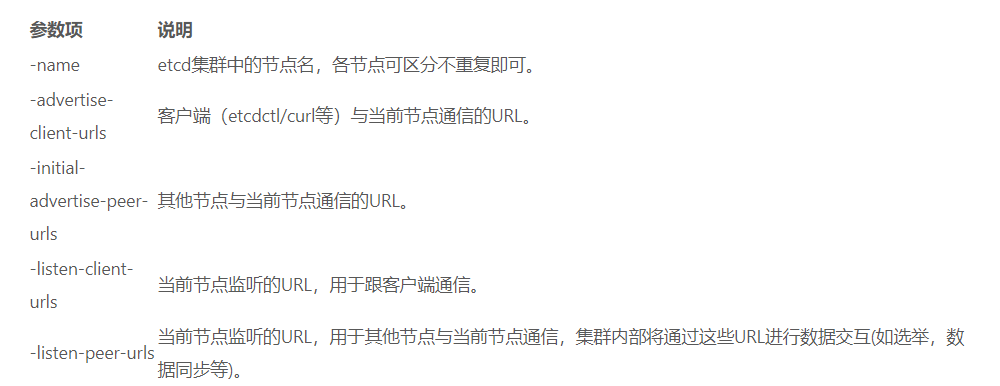 参数项 说明
-name etcd集群中的节点名，各节点可区分不重复即可。
-advertise-
client-urls
客户端（etcdctl/curl等）与当前节点通信的URL。
-initial-
advertise-peer-
urls
其他节点与当前节点通信的URL。
-listen-client-
urls
当前节点监听的URL，用于跟客户端通信。
-listen-peer-urls
当前节点监听的URL，用于其他节点与当前节点通信，集群内部将通过这些URL进行数据交互(如选举，数
据同步等)。